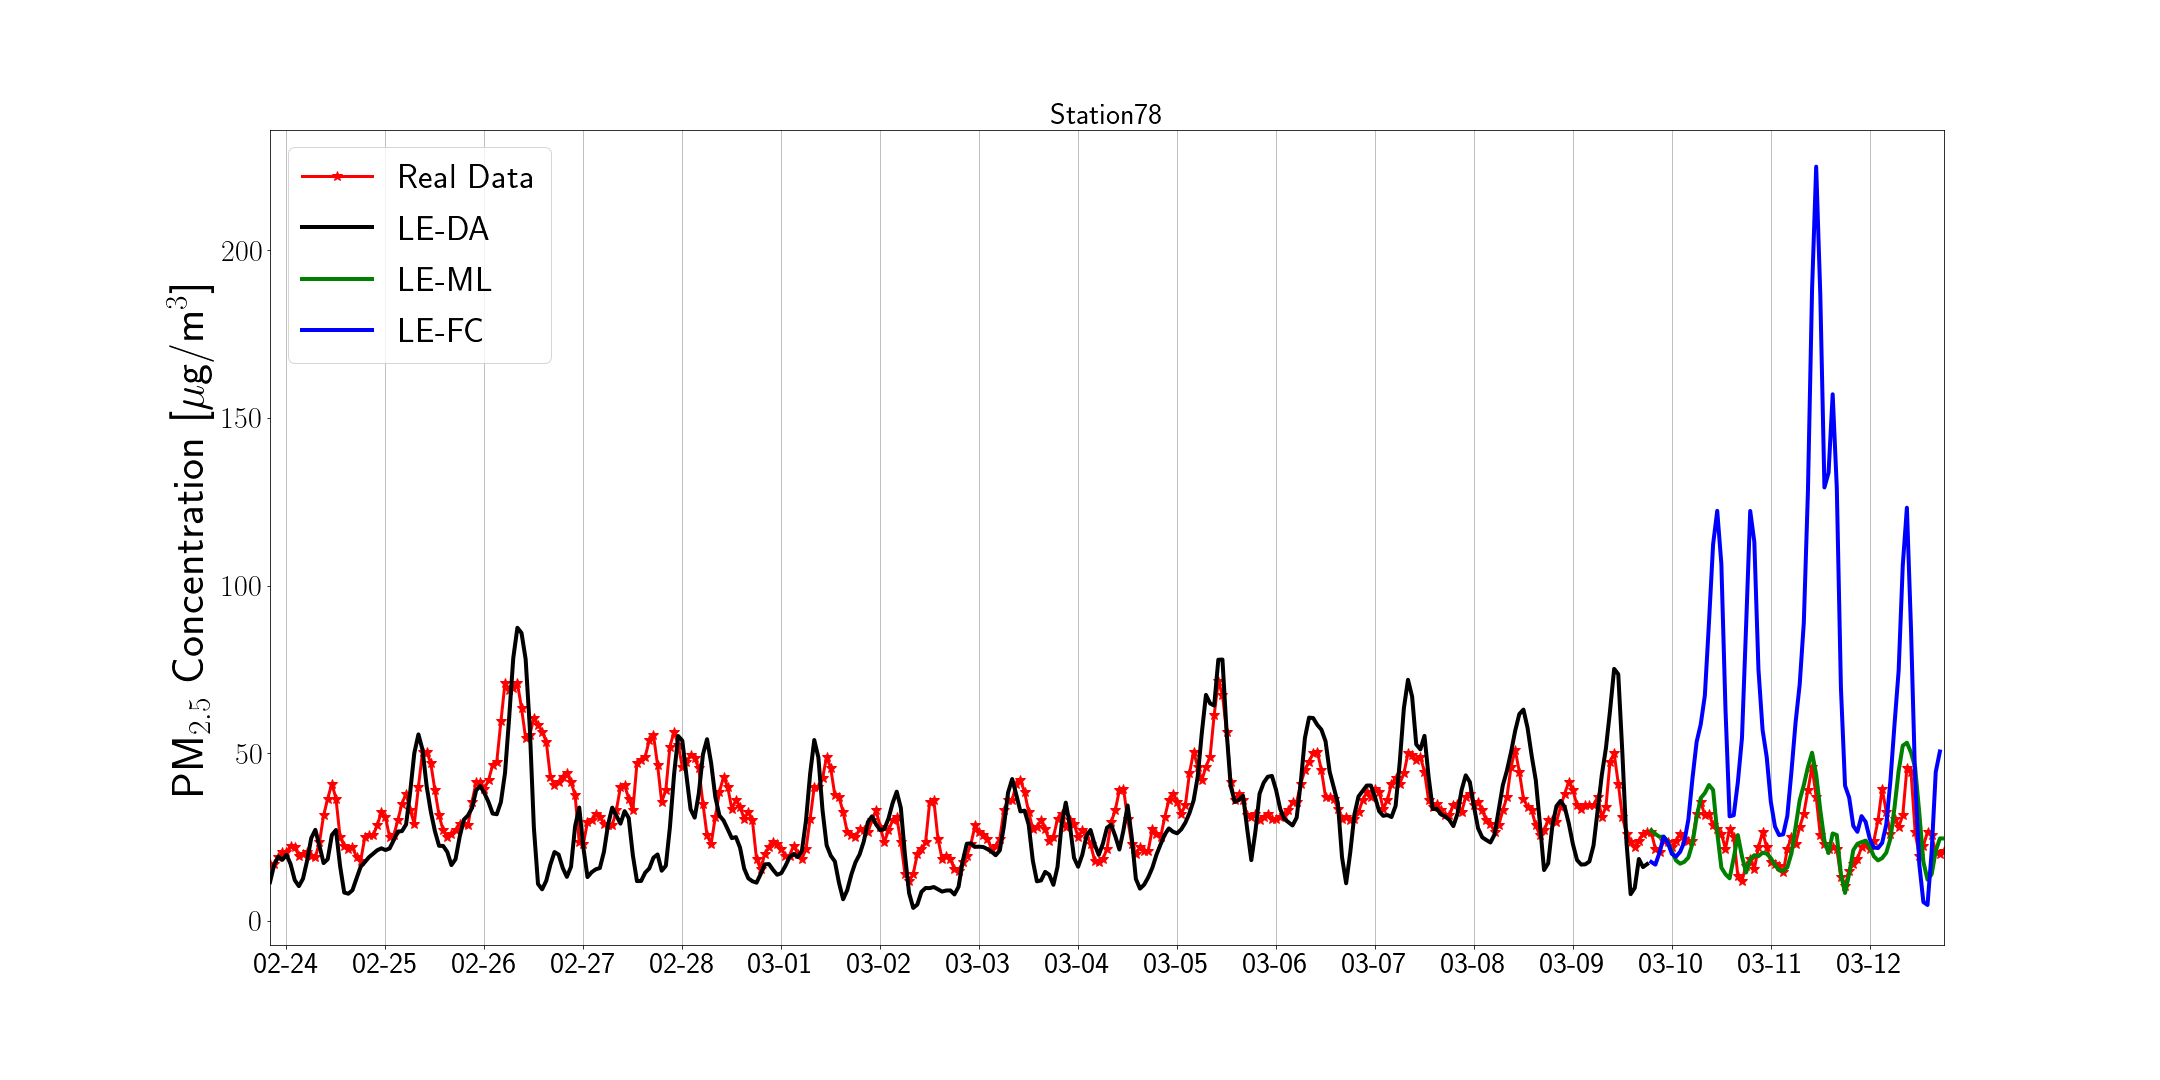 Station78
Real Data
LE-DA
LE-ML
LE-FC
PM2.5 Concentration [μg/m³]
200
150
100
50
0
02-24 02-25 02-26 02-27 02-28 03-01 03-02 03-03 03-04 03-05 03-06 03-07 03-08 03-09 03-10 03-11 03-12